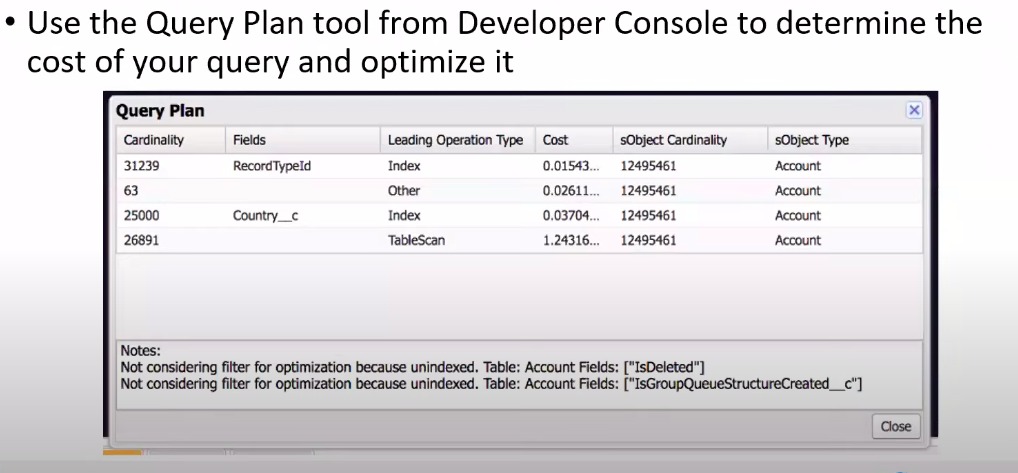 • Use the Query Plan tool from Developer Console to determine the
cost of your query and optimize it
Query Plan
Cardinality Fields Leading Operation Type Cost sObject Cardinality sObject Type
31239 RecordTypeId Index 0.01543... 12495461 Account
63 Other 0.02611... 12495461 Account
25000 Country__c Index 0.03704... 12495461 Account
26891 TableScan 1.24316... 12495461 Account
Notes:
Not considering filter for optimization because unindexed. Table: Account Fields: ["IsDeleted"]
Not considering filter for optimization because unindexed. Table: Account Fields: ["IsGroupQueueStructureCreated__c"]
Close